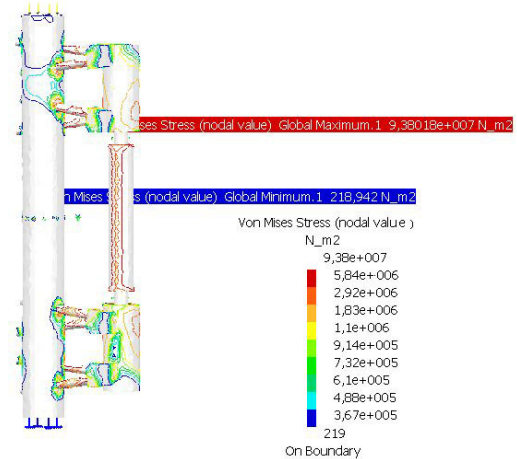 ises Stress (nodal value) Global Maximum.1 9,38018e+007 N_m2
n Mises Stress (nodal value) Global Minimum.1 218,942 N_m2
Von Mises Stress (nodal value )
N_m2
9,38e+007
5,84e+006
2,92e+006
1,83e+006
1,1e+006
9,14e+005
7,32e+005
6,1e+005
4,88e+005
3,67e+005
219
On Boundary